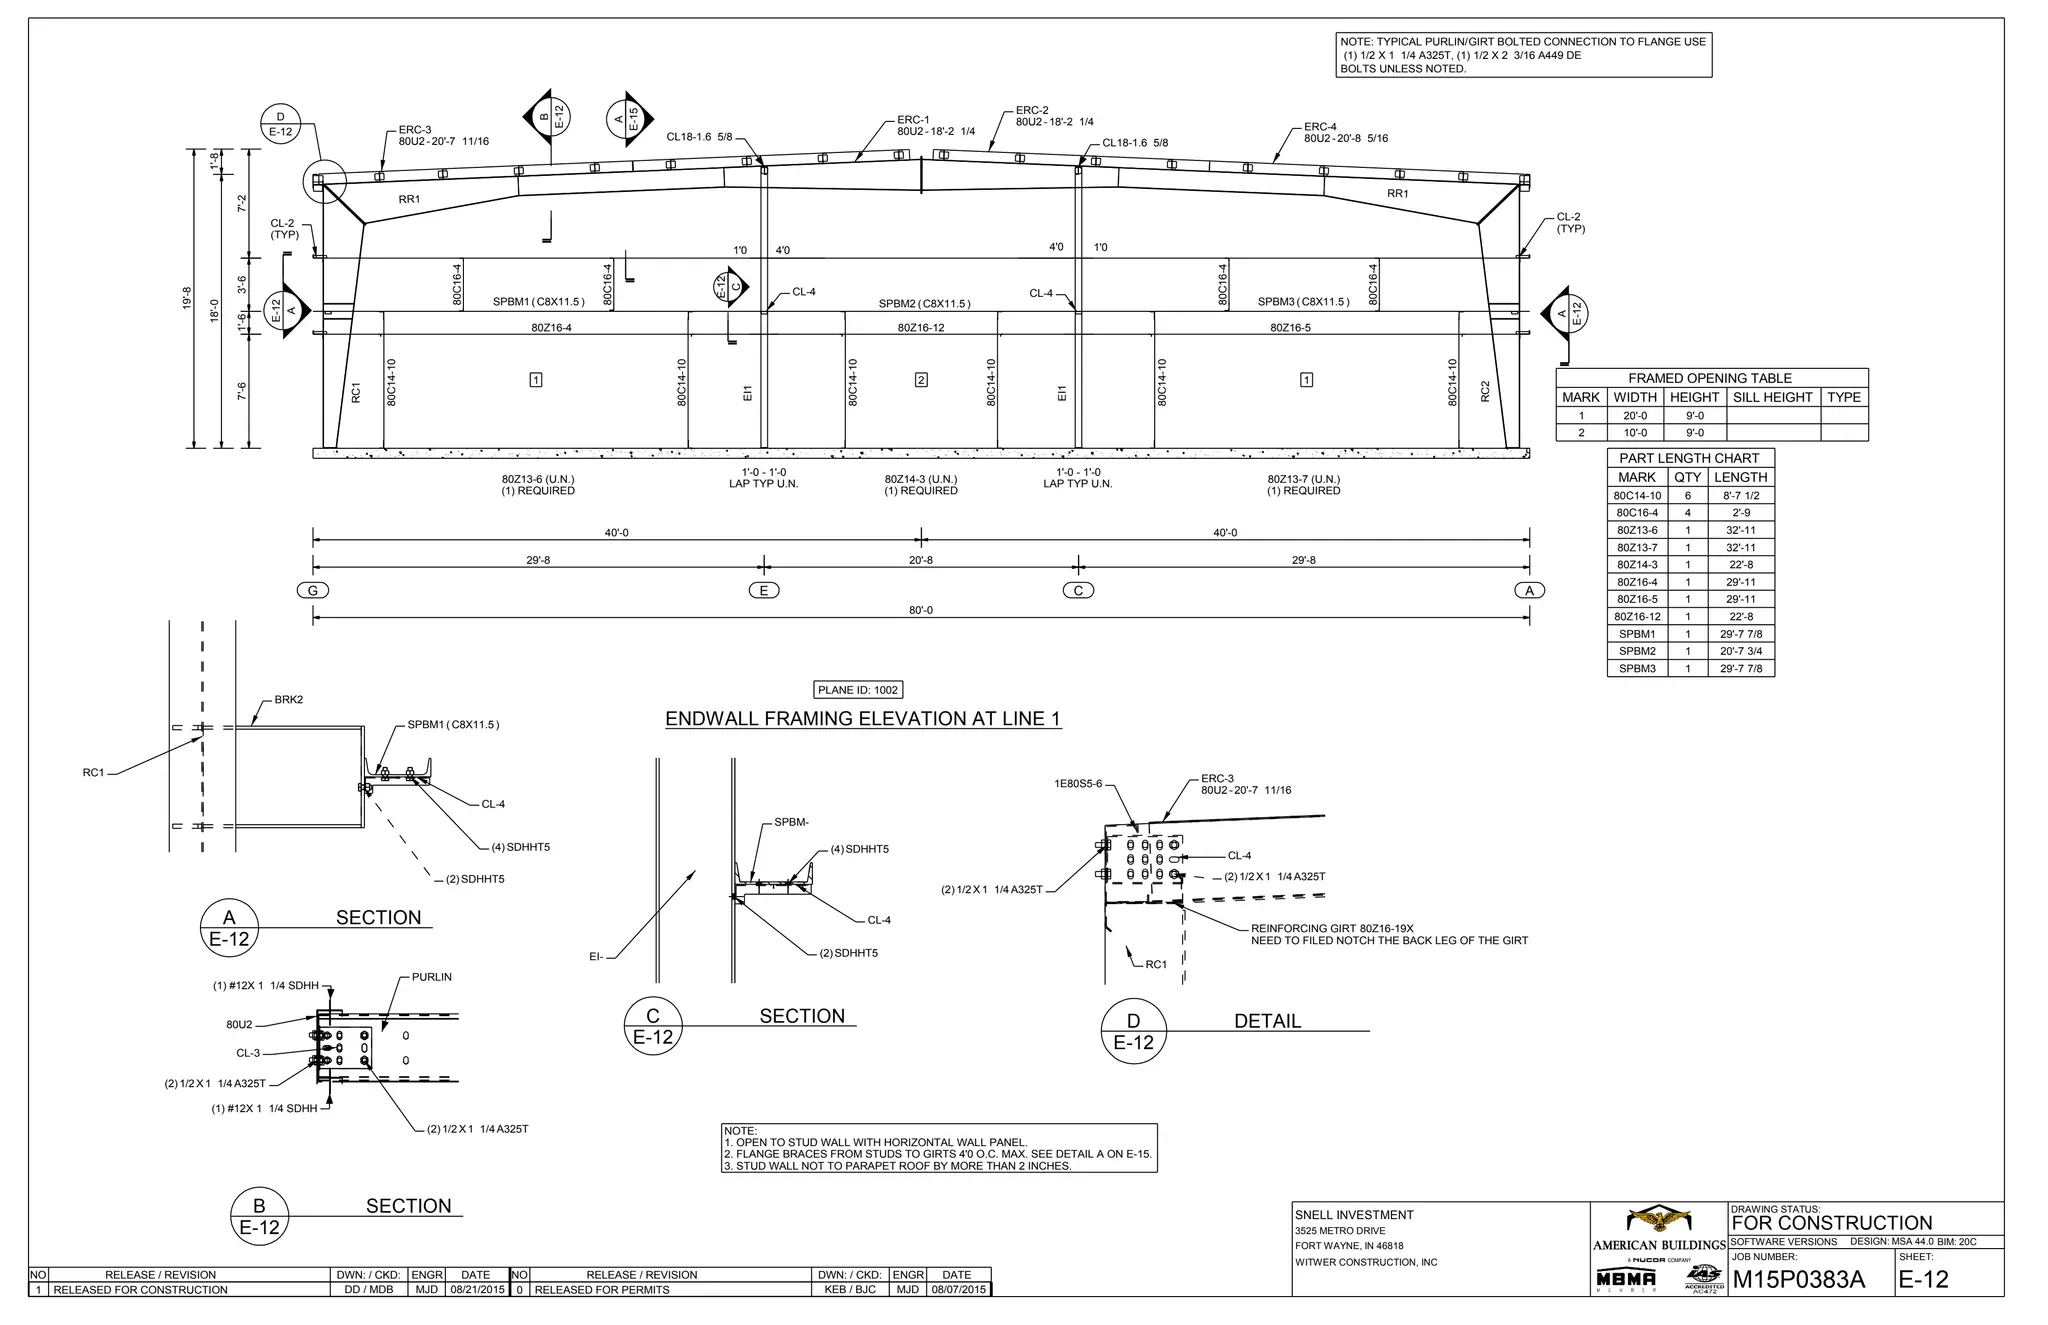 NOTE: TYPICAL PURLIN/GIRT BOLTED CONNECTION TO FLANGE USE
(1) 1/2 X 1 1/4 A325T, (1) 1/2 X 2 3/16 A449 DE
BOLTS UNLESS NOTED.
D
E-12
ERC-3
80U2 - 20'-7 11/16
B
E-12
A
E-15
CL18-1.6 5/8
ERC-1
80U2 - 18'-2 1/4
ERC-2
80U2 - 18'-2 1/4
CL18-1.6 5/8
ERC-4
80U2 - 20'-8 5/16
1'-8
7'-2
19'-8
18'-0
3'-6
1'-6
7'-6
RR1
RR1
CL-2
(TYP)
CL-2
(TYP)
1'0
4'0
4'0
1'0
80C16-4
80C16-4
80C16-4
80C16-4
E-12
A
E-12
C
A
E-12
CL-4
CL-4
SPBM1 ( C8X11.5 )
SPBM2 ( C8X11.5 )
SPBM3 ( C8X11.5 )
80Z16-4
80Z16-12
80Z16-5
RC1
80C14-10
1
80C14-10
EI1
80C14-10
2
80C14-10
EI1
80C14-10
1
80C14-10
RC2
80Z13-6 (U.N.)
(1) REQUIRED
1'-0 - 1'-0
LAP TYP U.N.
80Z14-3 (U.N.)
(1) REQUIRED
1'-0 - 1'-0
LAP TYP U.N.
80Z13-7 (U.N.)
(1) REQUIRED
40'-0
40'-0
29'-8
20'-8
29'-8
G
E
C
A
80'-0
FRAMED OPENING TABLE
MARK WIDTH HEIGHT SILL HEIGHT TYPE
1 20'-0 9'-0
2 10'-0 9'-0
PART LENGTH CHART
MARK QTY LENGTH
80C14-10 6 8'-7 1/2
80C16-4 4 2'-9
80Z13-6 1 32'-11
80Z13-7 1 32'-11
80Z14-3 1 22'-8
80Z16-4 1 29'-11
80Z16-5 1 29'-11
80Z16-12 1 22'-8
SPBM1 1 29'-7 7/8
SPBM2 1 20'-7 3/4
SPBM3 1 29'-7 7/8
PLANE ID: 1002
ENDWALL FRAMING ELEVATION AT LINE 1
BRK2
SPBM1 ( C8X11.5 )
RC1
CL-4
(4) SDHHT5
(2) SDHHT5
A
E-12
SECTION
SPBM-
(4) SDHHT5
CL-4
(2) SDHHT5
EI-
C
E-12
SECTION
1E80S5-6
ERC-3
80U2 - 20'-7 11/16
CL-4
(2) 1/2 X 1 1/4 A325T
(2) 1/2 X 1 1/4 A325T
REINFORCING GIRT 80Z16-19X
NEED TO FILED NOTCH THE BACK LEG OF THE GIRT
RC1
D
E-12
DETAIL
PURLIN
(1) #12X 1 1/4 SDHH
80U2
CL-3
(2) 1/2 X 1 1/4 A325T
(1) #12X 1 1/4 SDHH
(2) 1/2 X 1 1/4 A325T
B
E-12
SECTION
NOTE:
1. OPEN TO STUD WALL WITH HORIZONTAL WALL PANEL.
2. FLANGE BRACES FROM STUDS TO GIRTS 4'0 O.C. MAX. SEE DETAIL A ON E-15.
3. STUD WALL NOT TO PARAPET ROOF BY MORE THAN 2 INCHES.
SNELL INVESTMENT
3525 METRO DRIVE
FORT WAYNE, IN 46818
WITWER CONSTRUCTION, INC
AMERICAN BUILDINGS
A NUCOR COMPANY
MBMA
MEMBER
IAS
ACCREDITED
AC472
DRAWING STATUS:
FOR CONSTRUCTION
SOFTWARE VERSIONS DESIGN: MSA 44.0 BIM: 20C
JOB NUMBER:
M15P0383A
SHEET:
E-12
NO RELEASE / REVISION DWN: / CKD: ENGR DATE NO RELEASE / REVISION DWN: / CKD: ENGR DATE
1 RELEASED FOR CONSTRUCTION DD / MDB MJD 08/21/2015 0 RELEASED FOR PERMITS KEB / BJC MJD 08/07/2015